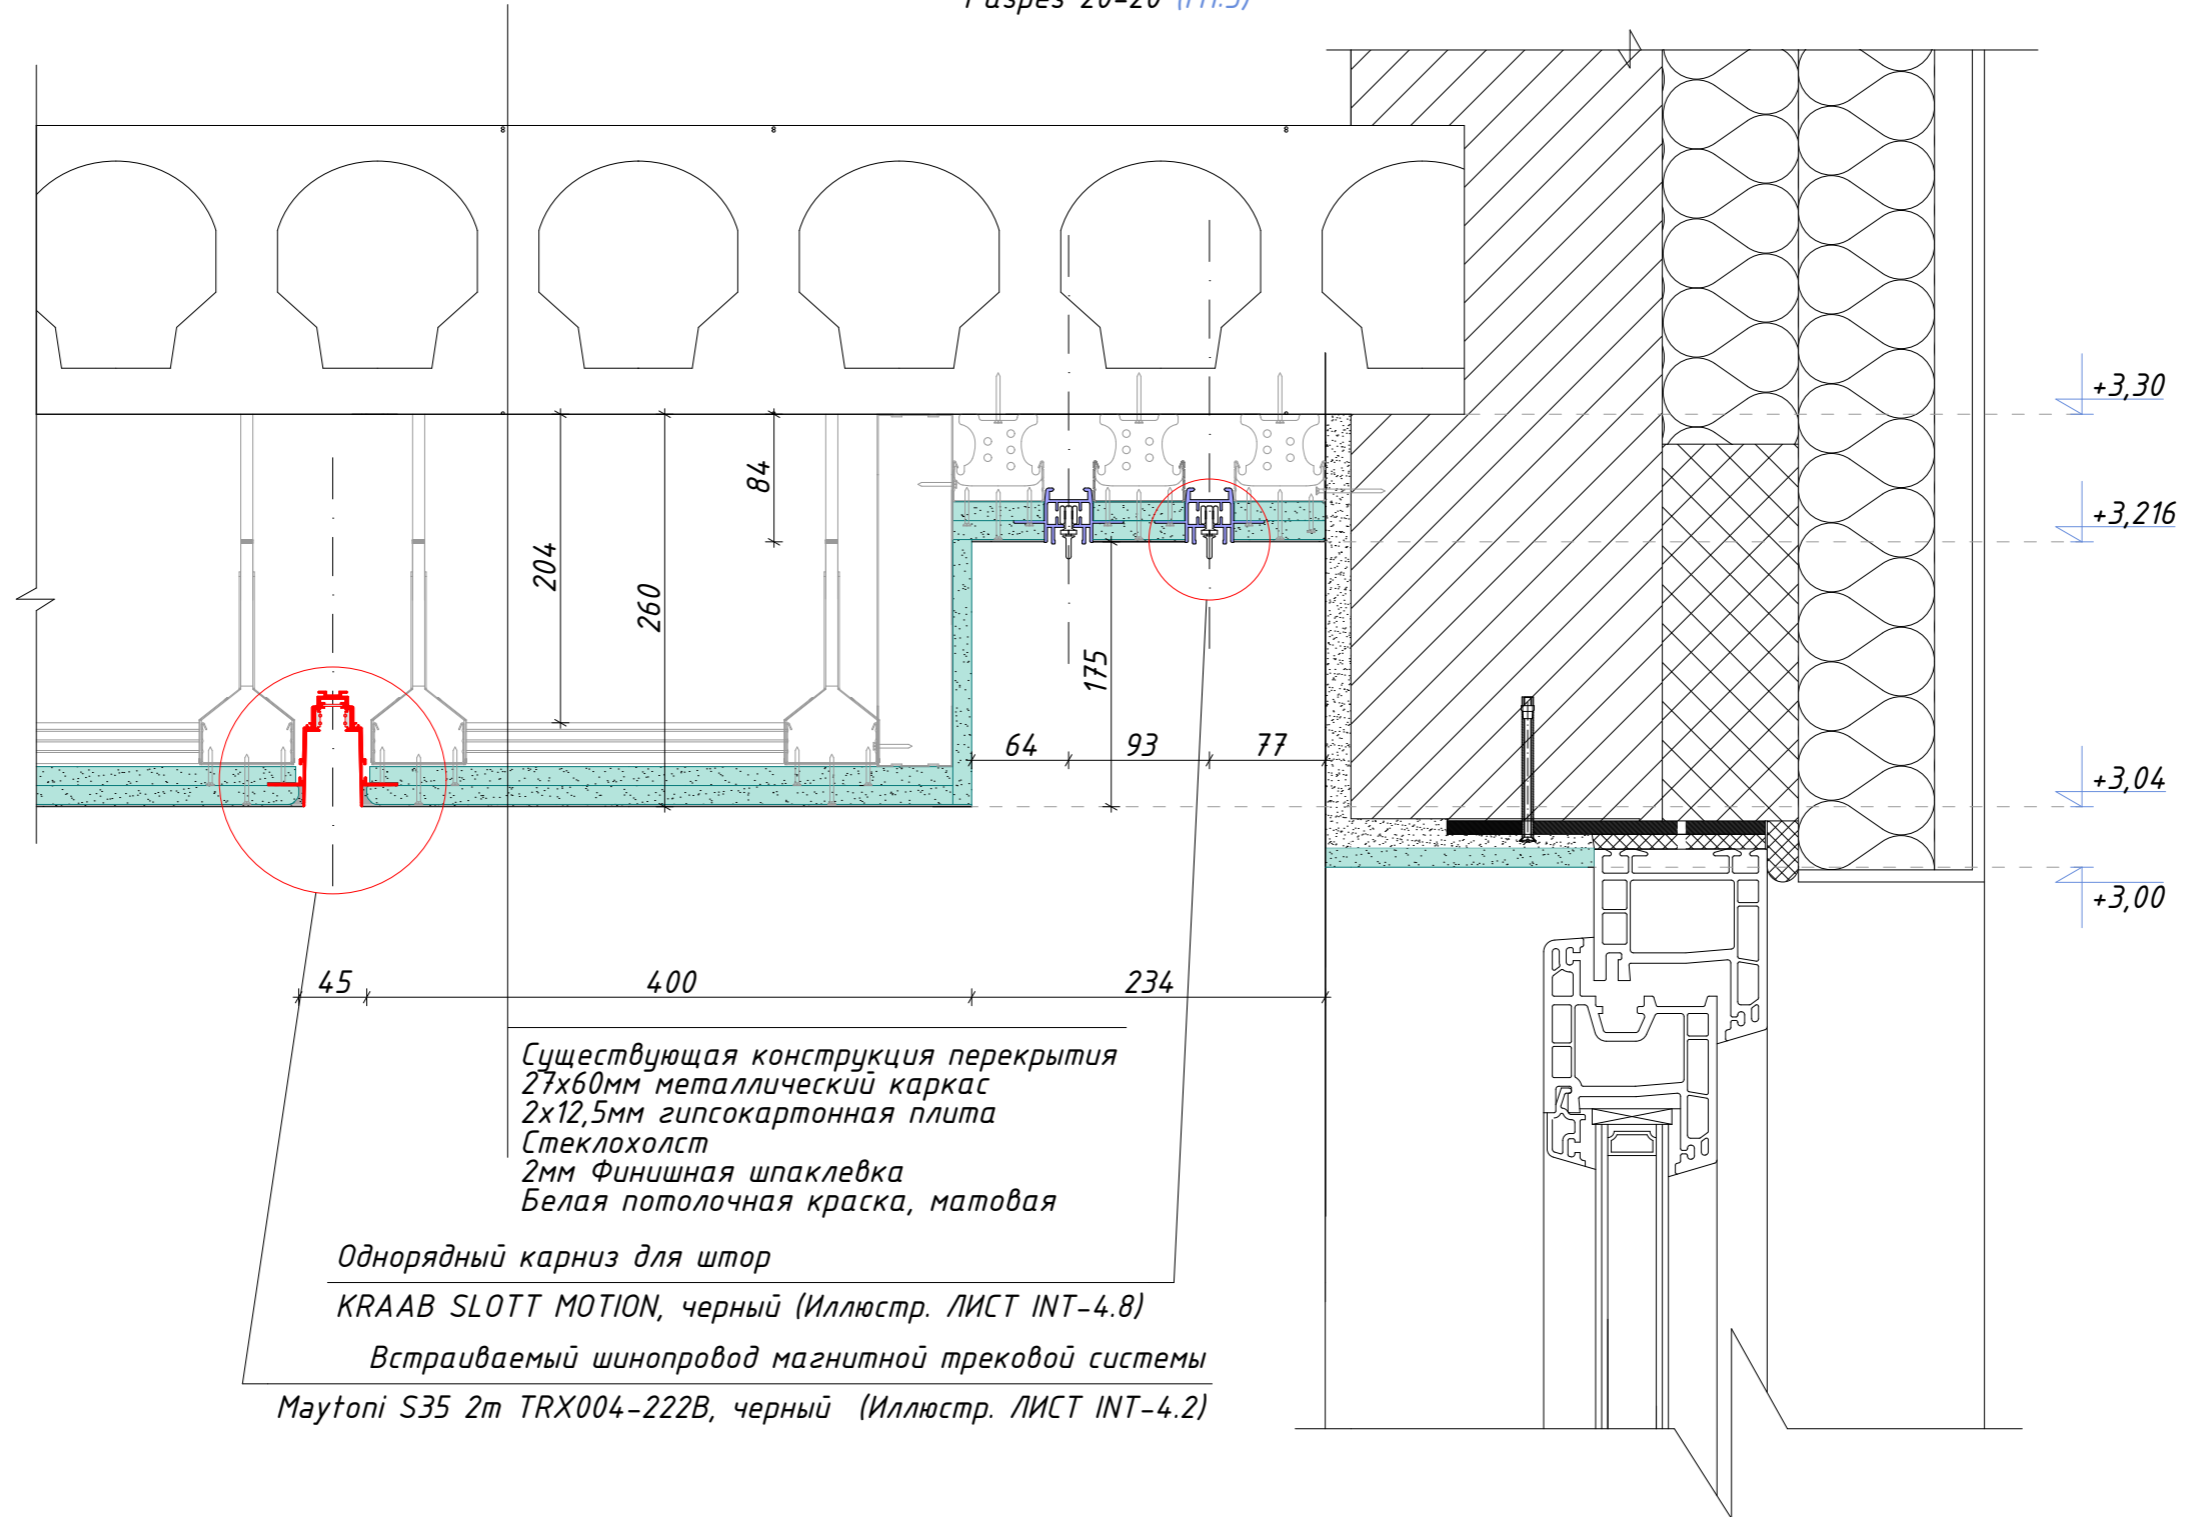 Разрез 20-20
+3,30
+3,216
84
204
260
175
64 93 77
+3,04
+3,00
45 400 234
Существующая конструкция перекрытия
27х60мм металлический каркас
2х12,5мм гипсокартонная плита
Стеклохолст
2мм Финишная шпаклевка
Белая потолочная краска, матовая
Однорядный карниз для штор
KRAAB SLOTT MOTION, черный (Иллюстр. ЛИСТ INT-4.8)
Встраиваемый шинопровод магнитной трековой системы
Maytoni S35 2m TRX004-222B, черный (Иллюстр. ЛИСТ INT-4.2)